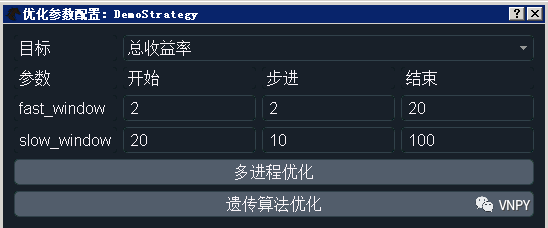 优化参数配置：DemoStrategy
目标 总收益率
参数 开始 步进 结束
fast_window 2 2 20
slow_window 20 10 100
多进程优化
遗传算法优化
VNPY